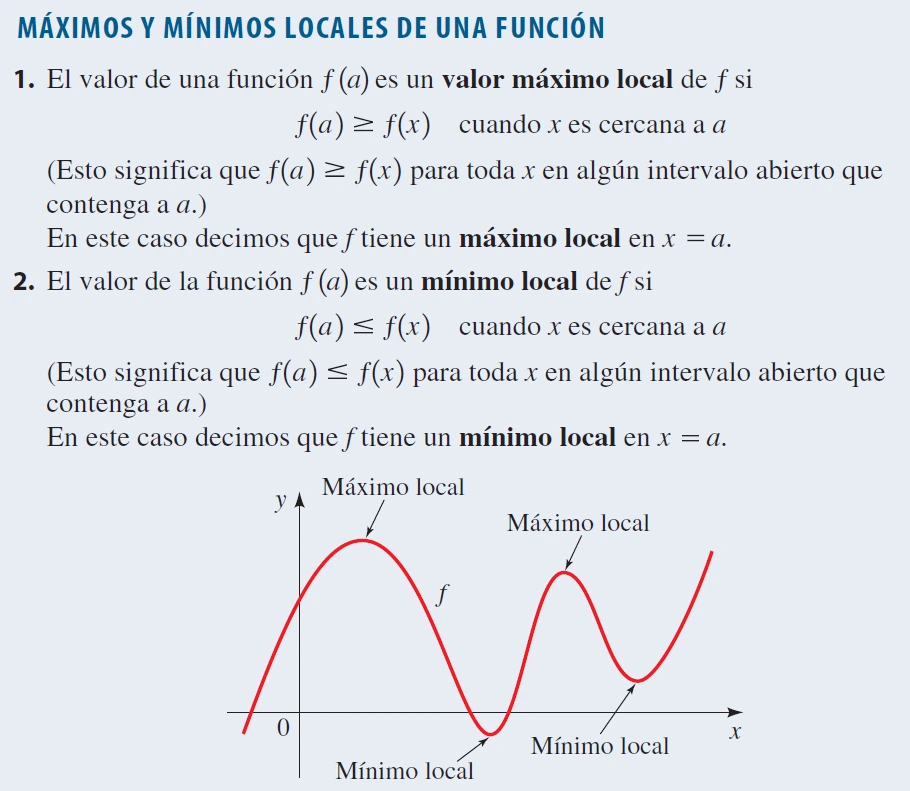 MÁXIMOS Y MÍNIMOS LOCALES DE UNA FUNCIÓN
1. El valor de una función f (a) es un valor máximo local de f si
f(a) ≥ f(x) cuando x es cercana a a
(Esto significa que f(a) ≥ f(x) para toda x en algún intervalo abierto que
contenga a a.)
En este caso decimos que f tiene un máximo local en x = a.
2. El valor de la función f (a) es un mínimo local de f si
f(a) ≤ f(x) cuando x es cercana a a
(Esto significa que f(a) ≤ f(x) para toda x en algún intervalo abierto que
contenga a a.)
En este caso decimos que f tiene un mínimo local en x = a.
y
Máximo local
Máximo local
f
0
x
Mínimo local
Mínimo local